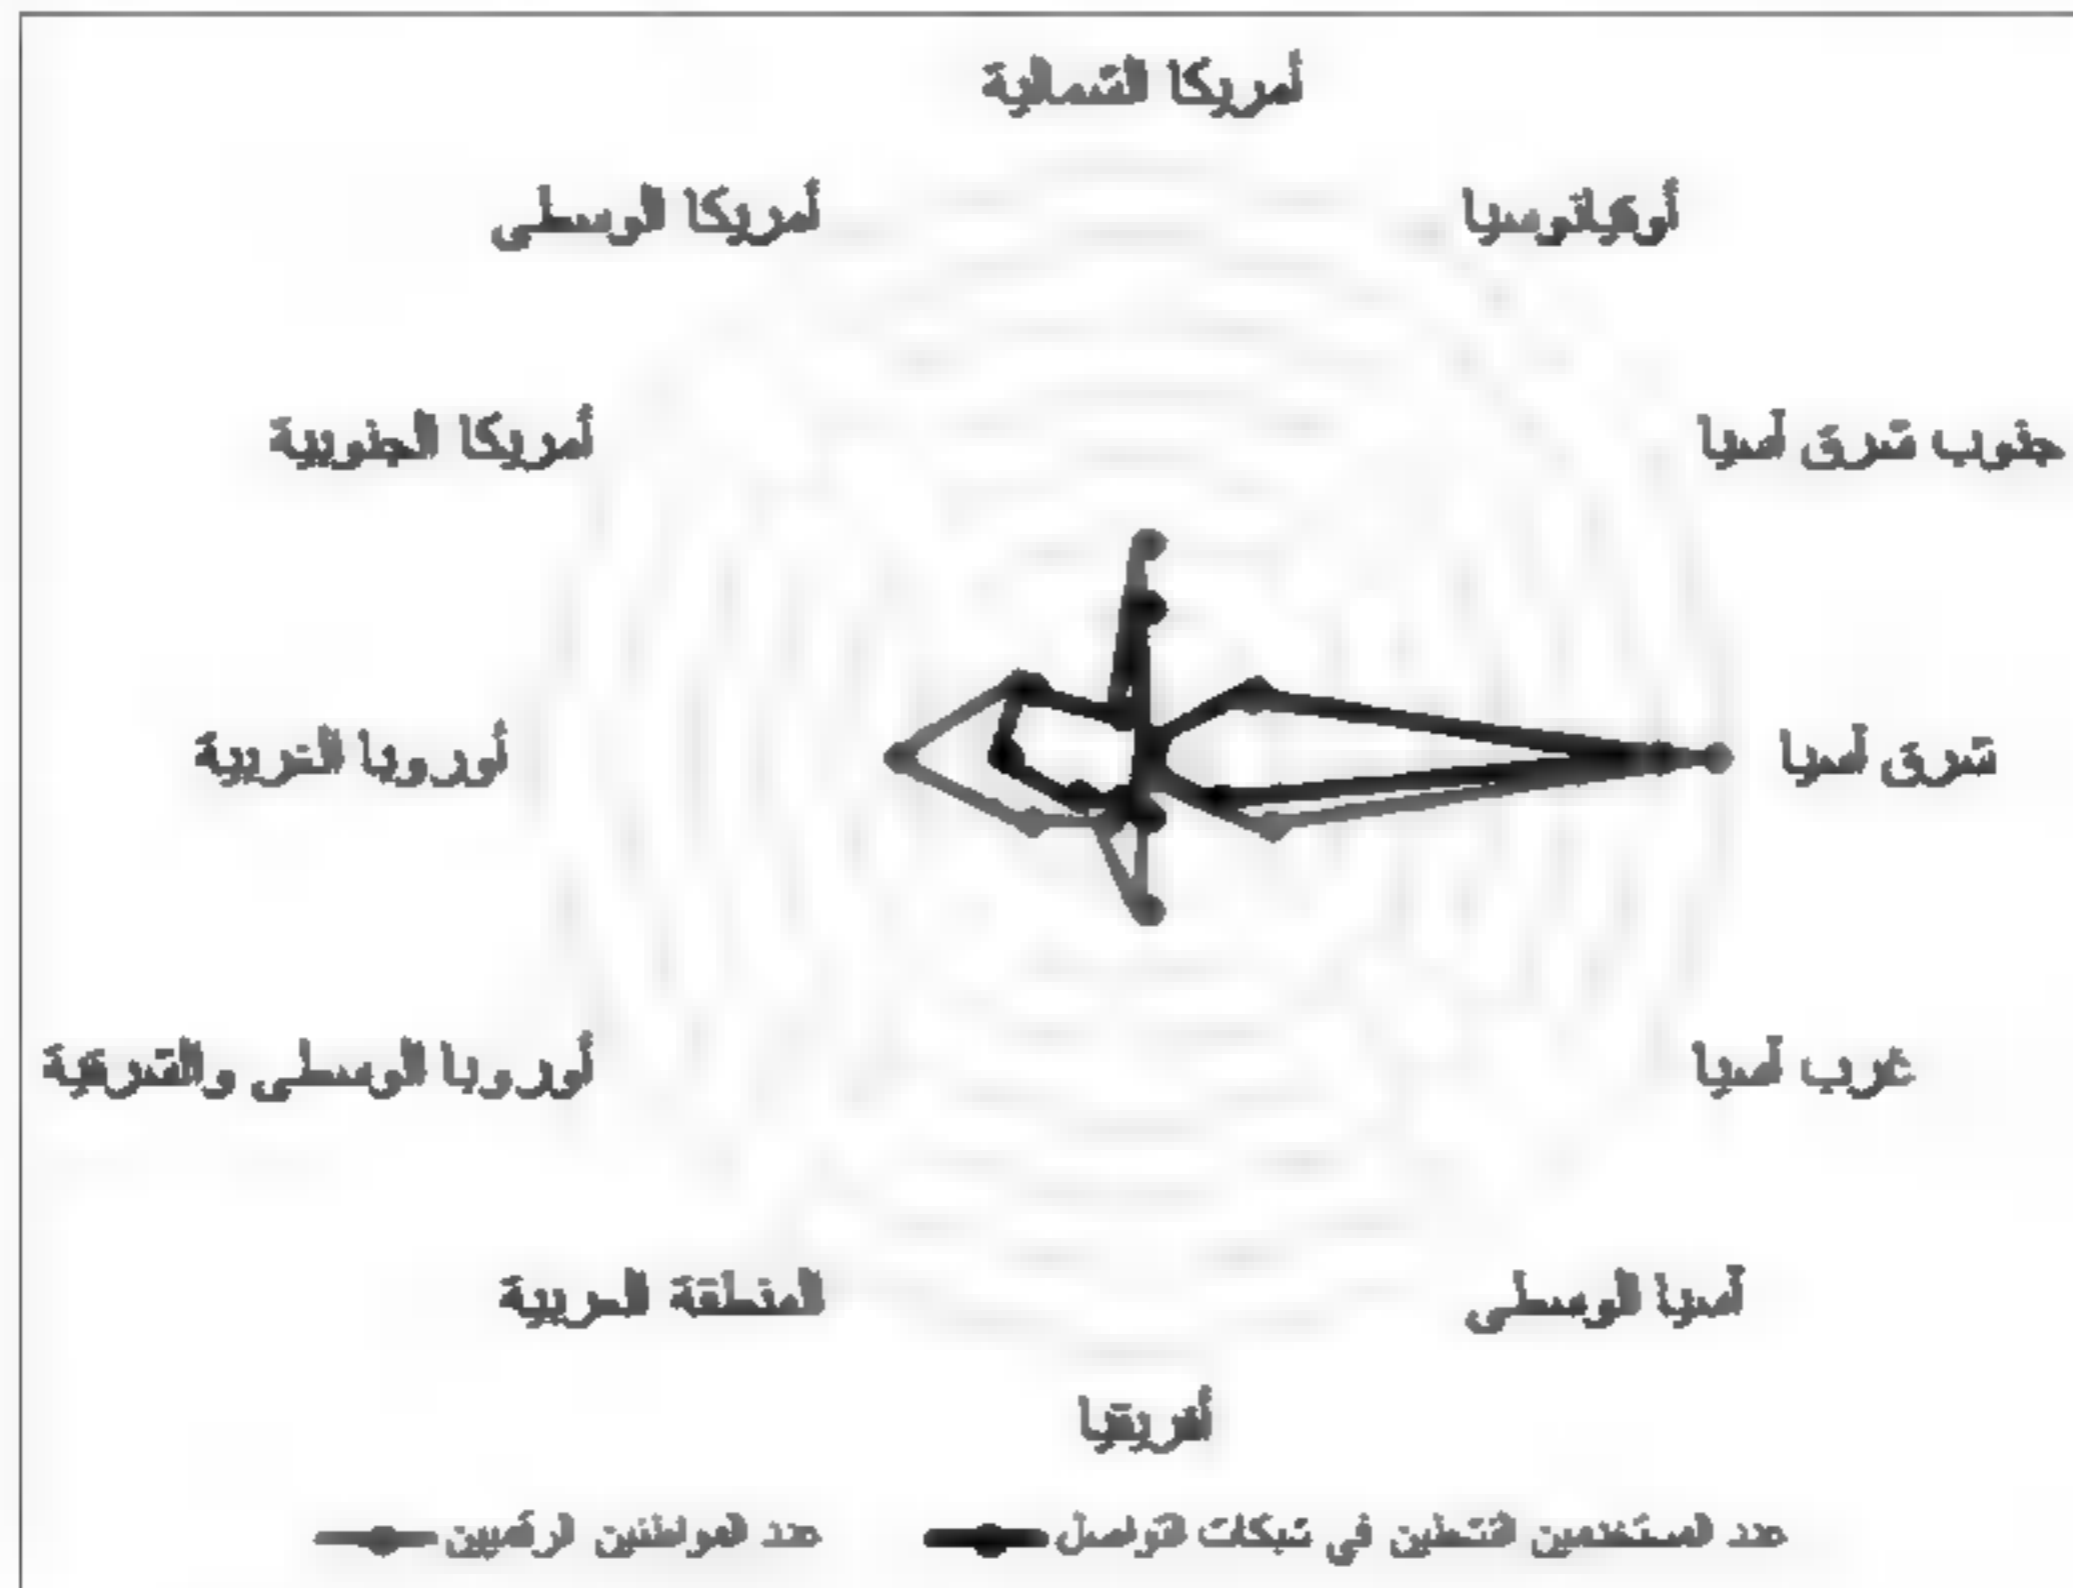 أمريكا الشمالية
أوقيانوسيا
أمريكا الوسطى
جنوب شرق آسيا
أمريكا الجنوبية
شرق آسيا
أوروبا الغربية
غرب آسيا
أوروبا الوسطى والشرقية
آسيا الوسطى
المنطقة العربية
أفريقيا
عدد المستخدمين النشطين في شبكات التواصل
عدد المواطنين الرقميين